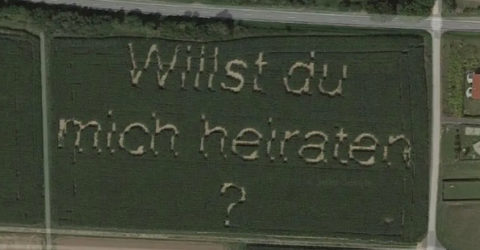 Willst du
mich heiraten
?